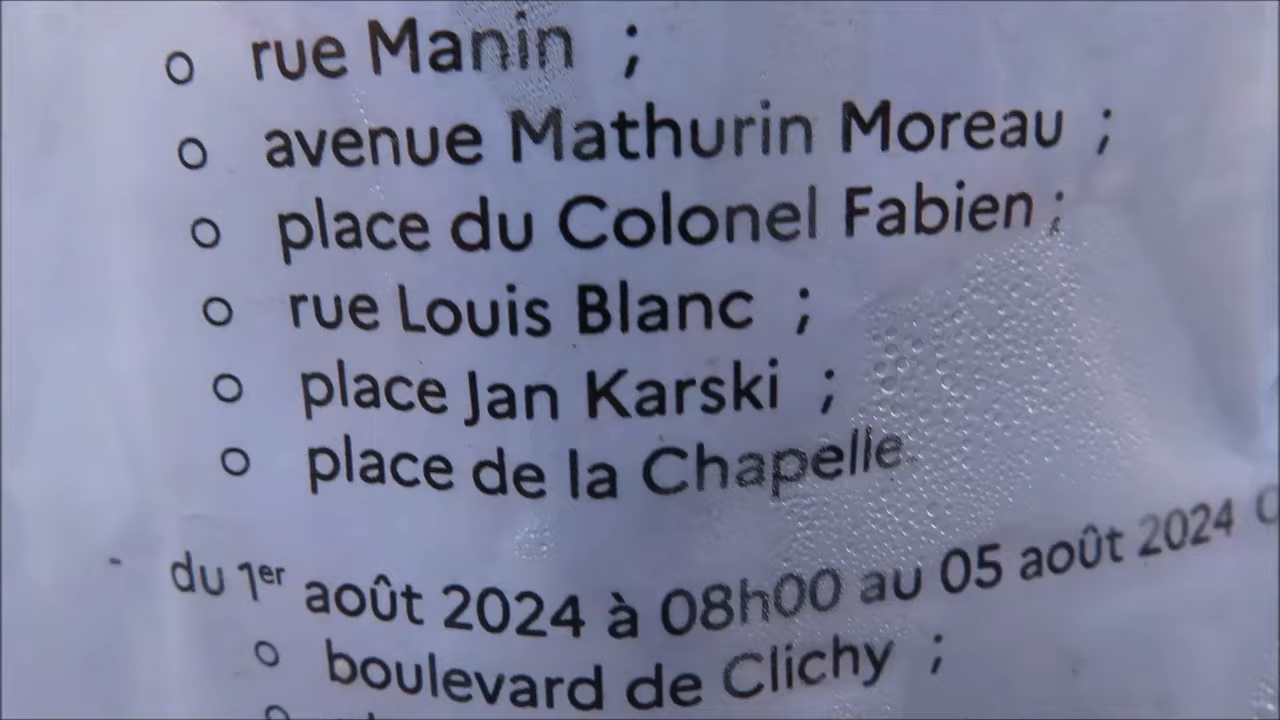 o rue Manin ;
o avenue Mathurin Moreau ;
o place du Colonel Fabien ;
o rue Louis Blanc ;
o place Jan Karski ;
o place de la Chapelle.
- du 1er août 2024 à 08h00 au 05 août 2024
o boulevard de Clichy ;